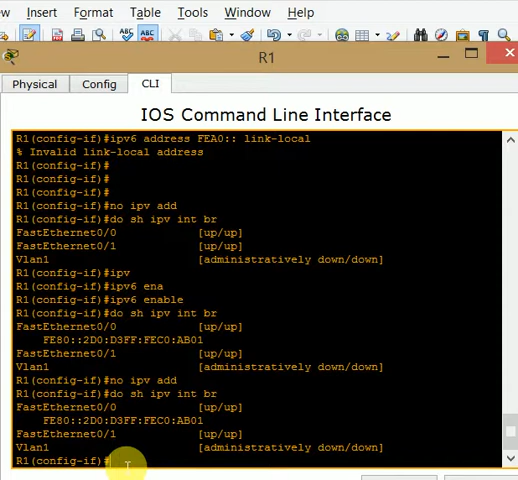 Insert Format Table Tools Window Help
R1
Physical Config CLI
IOS Command Line Interface
R1(config-if)#ipv6 address FEA0:: link-local
% Invalid link-local address
R1(config-if)#
R1(config-if)#
R1(config-if)#
R1(config-if)#no ipv add
R1(config-if)#do sh ipv int br
FastEthernet0/0 [up/up]
FastEthernet0/1 [up/up]
Vlan1 [administratively down/down]
R1(config-if)#ipv
R1(config-if)#ipv6 ena
R1(config-if)#ipv6 enable
R1(config-if)#do sh ipv int br
FastEthernet0/0 [up/up]
FE80::2D0:D3FF:FEC0:AB01
FastEthernet0/1 [up/up]
Vlan1 [administratively down/down]
R1(config-if)#no ipv add
R1(config-if)#do sh ipv int br
FastEthernet0/0 [up/up]
FE80::2D0:D3FF:FEC0:AB01
FastEthernet0/1 [up/up]
Vlan1 [administratively down/down]
R1(config-if)#